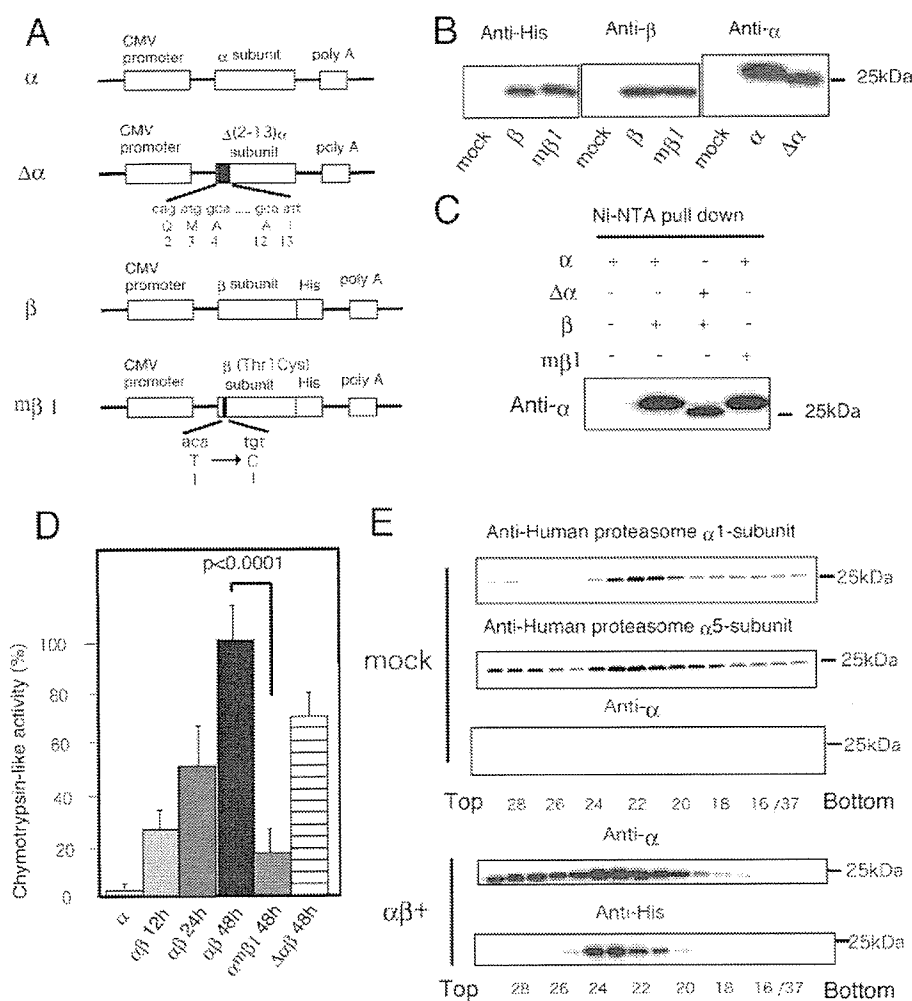 A
CMV promoter
α subunit
poly A
α
CMV promoter
Δ(2-13)α subunit
poly A
Δα
cag atg gca ..... gca att
Q M A A I
2 3 4 12 13
CMV promoter
β subunit
His
poly A
β
CMV promoter
β (Thr1Cys) subunit
His
poly A
mβ1
aca tgt
T → C
1 1
B
Anti-His
Anti-β
Anti-α
25kDa
mock β mβ1 mock β mβ1 mock α Δα
C
Ni-NTA pull down
α + + - +
Δα - - + -
β - + + -
mβ1 - - - +
Anti-α
25kDa
D
p<0.0001
Chymotrypsin-like activity (%)
100
80
60
40
20
0
α
αβ 12h
αβ 24h
αβ 48h
αmβ1 48h
Δαβ 48h
E
mock
Anti-Human proteasome α1-subunit
25kDa
Anti-Human proteasome α5-subunit
25kDa
Anti-α
25kDa
Top 28 26 24 22 20 18 16 /37 Bottom
αβ+
Anti-α
25kDa
Anti-His
25kDa
Top 28 26 24 22 20 18 16 /37 Bottom